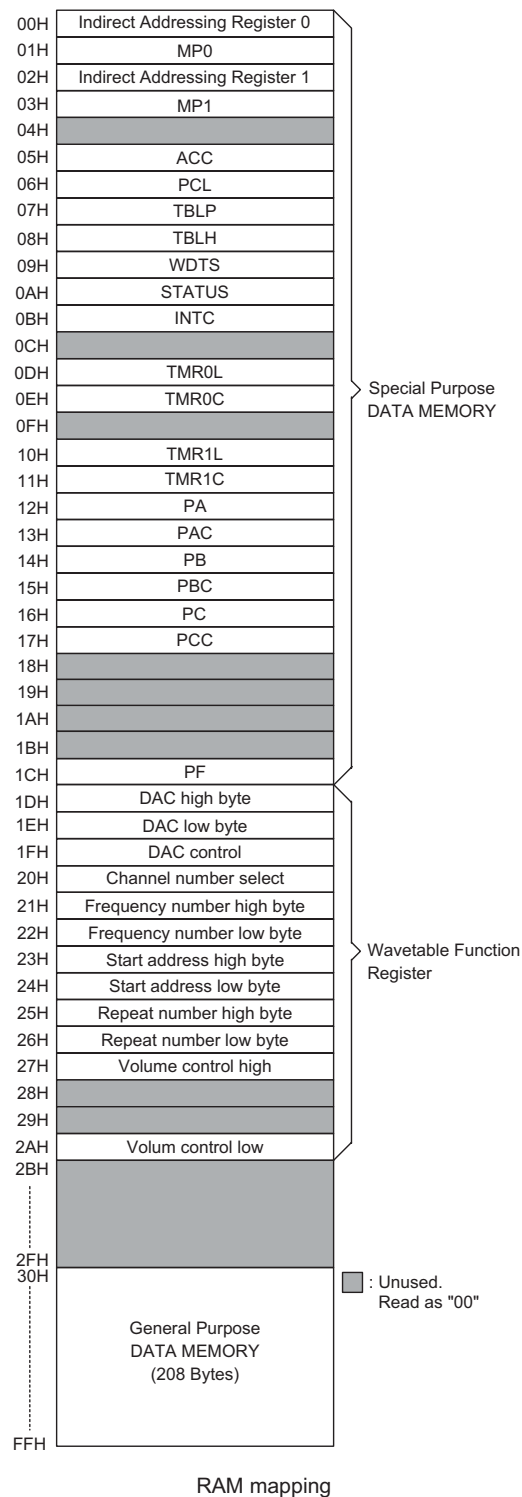 00H Indirect Addressing Register 0
01H MP0
02H Indirect Addressing Register 1
03H MP1
04H
05H ACC
06H PCL
07H TBLP
08H TBLH
09H WDTS
0AH STATUS
0BH INTC
0CH
0DH TMR0L
0EH TMR0C
0FH
10H TMR1L
11H TMR1C
12H PA
13H PAC
14H PB
15H PBC
16H PC
17H PCC
18H
19H
1AH
1BH
1CH PF
Special Purpose
DATA MEMORY
1DH DAC high byte
1EH DAC low byte
1FH DAC control
20H Channel number select
21H Frequency number high byte
22H Frequency number low byte
23H Start address high byte
24H Start address low byte
25H Repeat number high byte
26H Repeat number low byte
27H Volume control high
28H
29H
2AH Volum control low
Wavetable Function
Register
2BH
2FH
30H
General Purpose
DATA MEMORY
(208 Bytes)
FFH
: Unused.
Read as "00"
RAM mapping